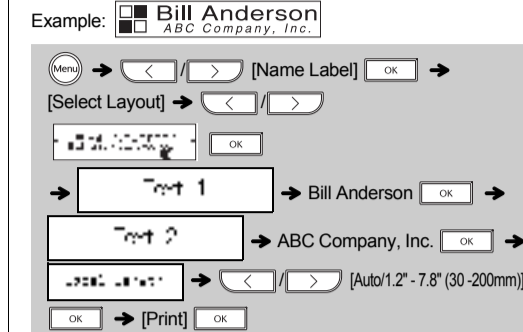 Example: Bill Anderson
ABC Company, Inc.
Menu → < / > [Name Label] OK →
[Select Layout] → < / >
OK
→ Text 1 → Bill Anderson OK →
Text 2 → ABC Company, Inc. OK →
→ < / > [Auto/1.2" - 7.8" (30 -200mm)]
OK → [Print] OK